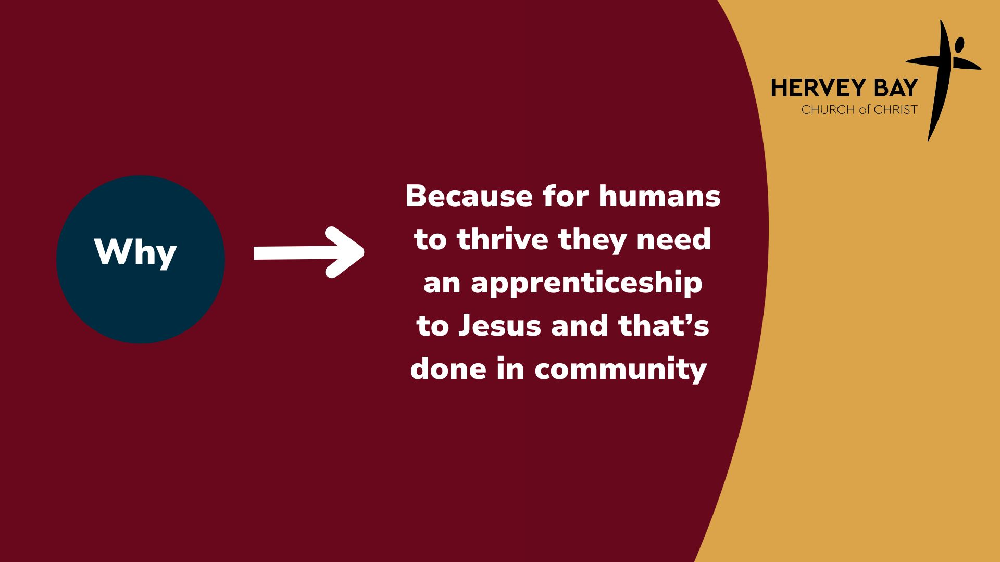 HERVEY BAY
CHURCH of CHRIST
Why
Because for humans
to thrive they need
an apprenticeship
to Jesus and that’s
done in community